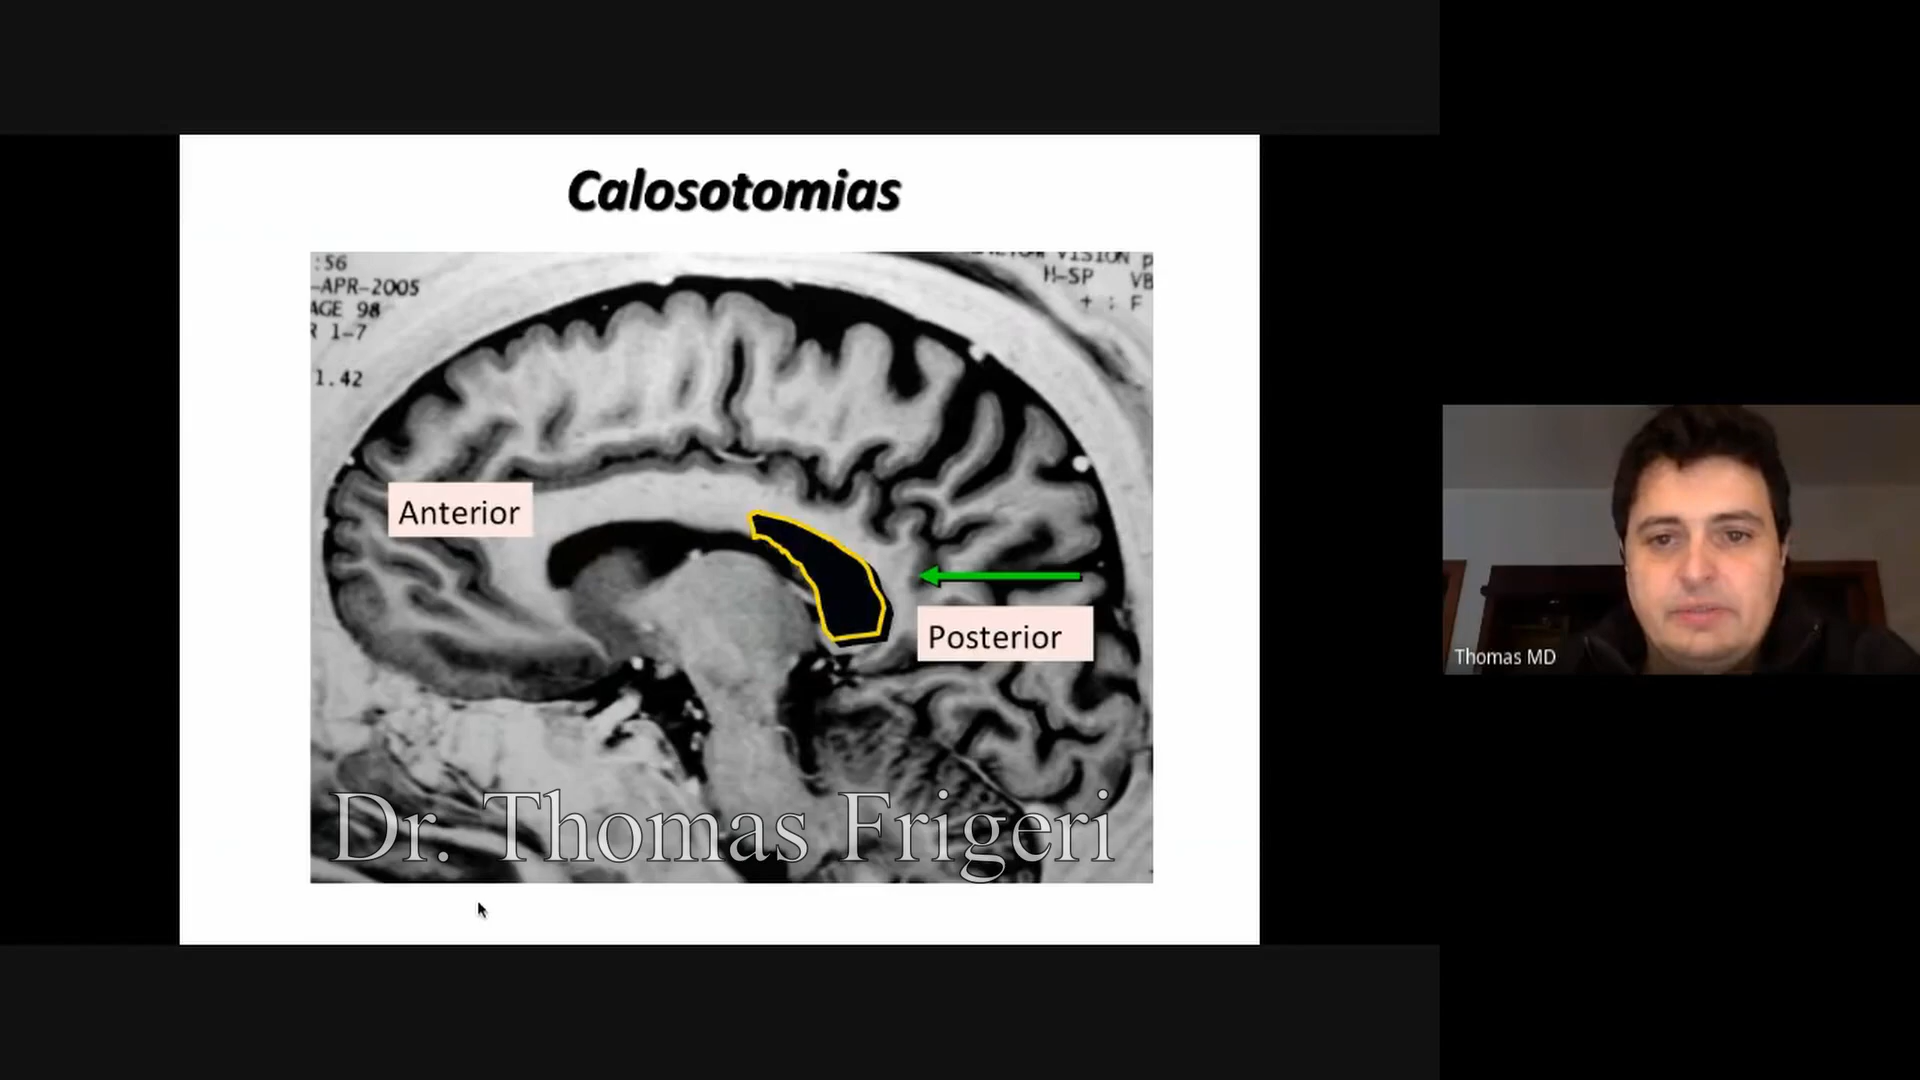 Calosotomias
:56
-APR-2005
AGE 98
R 1-7
1.42
H-SP
VB
+ : F
Anterior
Posterior
Dr. Thomas Frigeri
Thomas MD